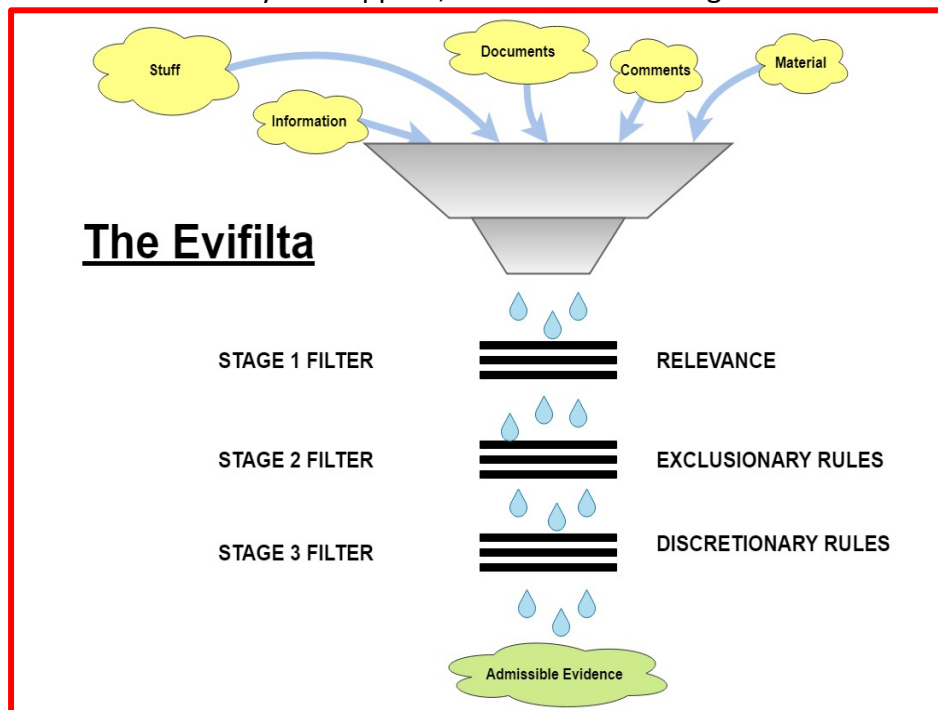 Documents
Stuff
Comments
Material
Information
The Evifilta
STAGE 1 FILTER
RELEVANCE
STAGE 2 FILTER
EXCLUSIONARY RULES
STAGE 3 FILTER
DISCRETIONARY RULES
Admissible Evidence